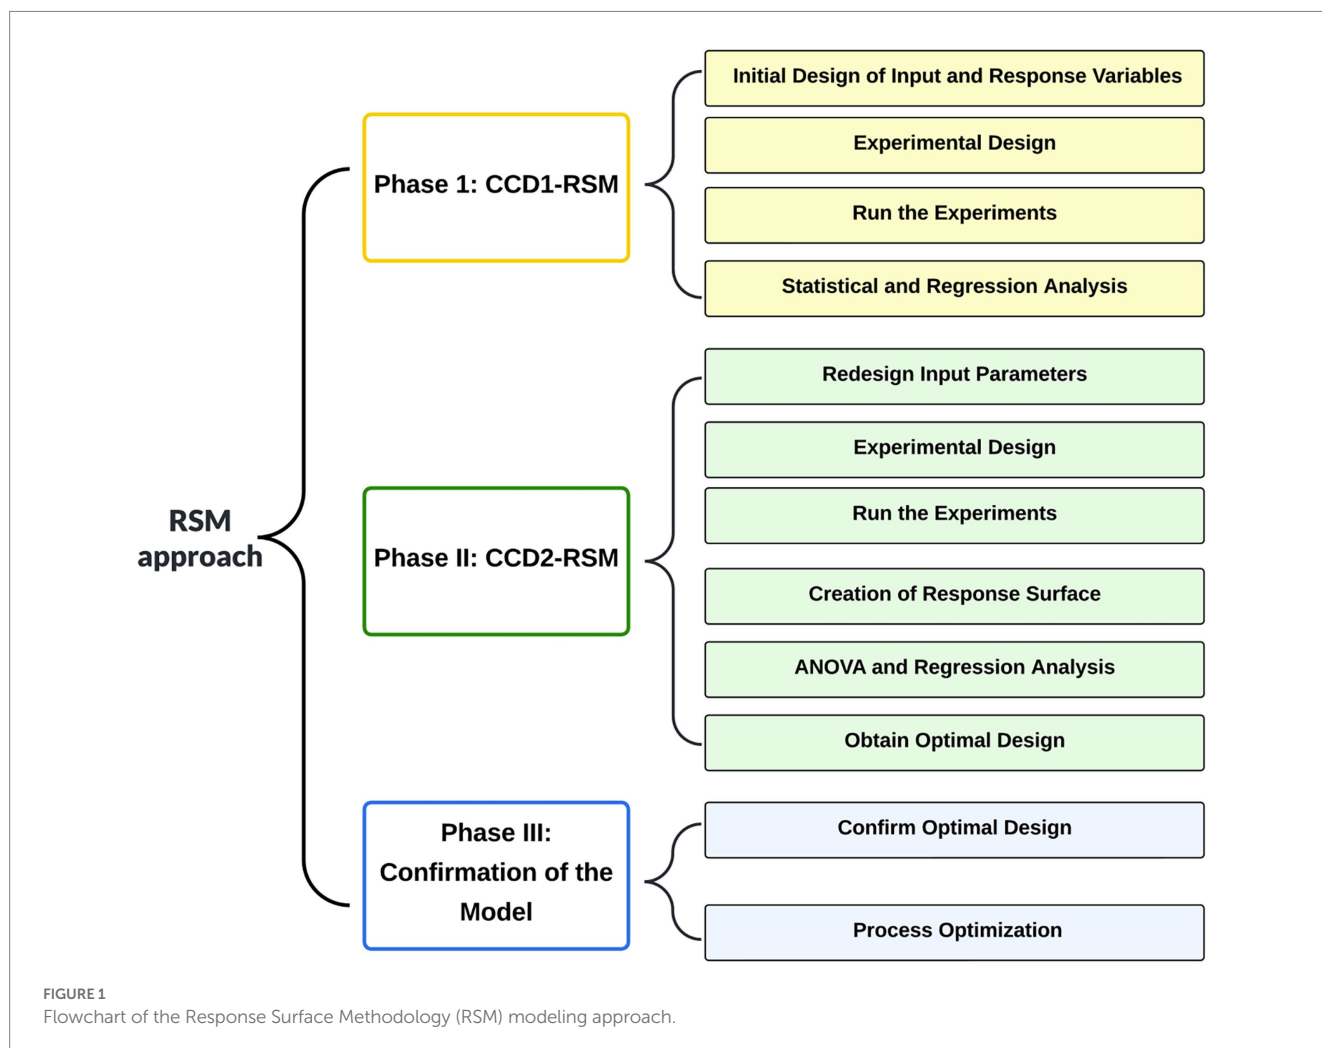 RSM
approach
Phase 1: CCD1-RSM
Initial Design of Input and Response Variables
Experimental Design
Run the Experiments
Statistical and Regression Analysis
Phase II: CCD2-RSM
Redesign Input Parameters
Experimental Design
Run the Experiments
Creation of Response Surface
ANOVA and Regression Analysis
Obtain Optimal Design
Phase III:
Confirmation of the
Model
Confirm Optimal Design
Process Optimization
FIGURE 1
Flowchart of the Response Surface Methodology (RSM) modeling approach.